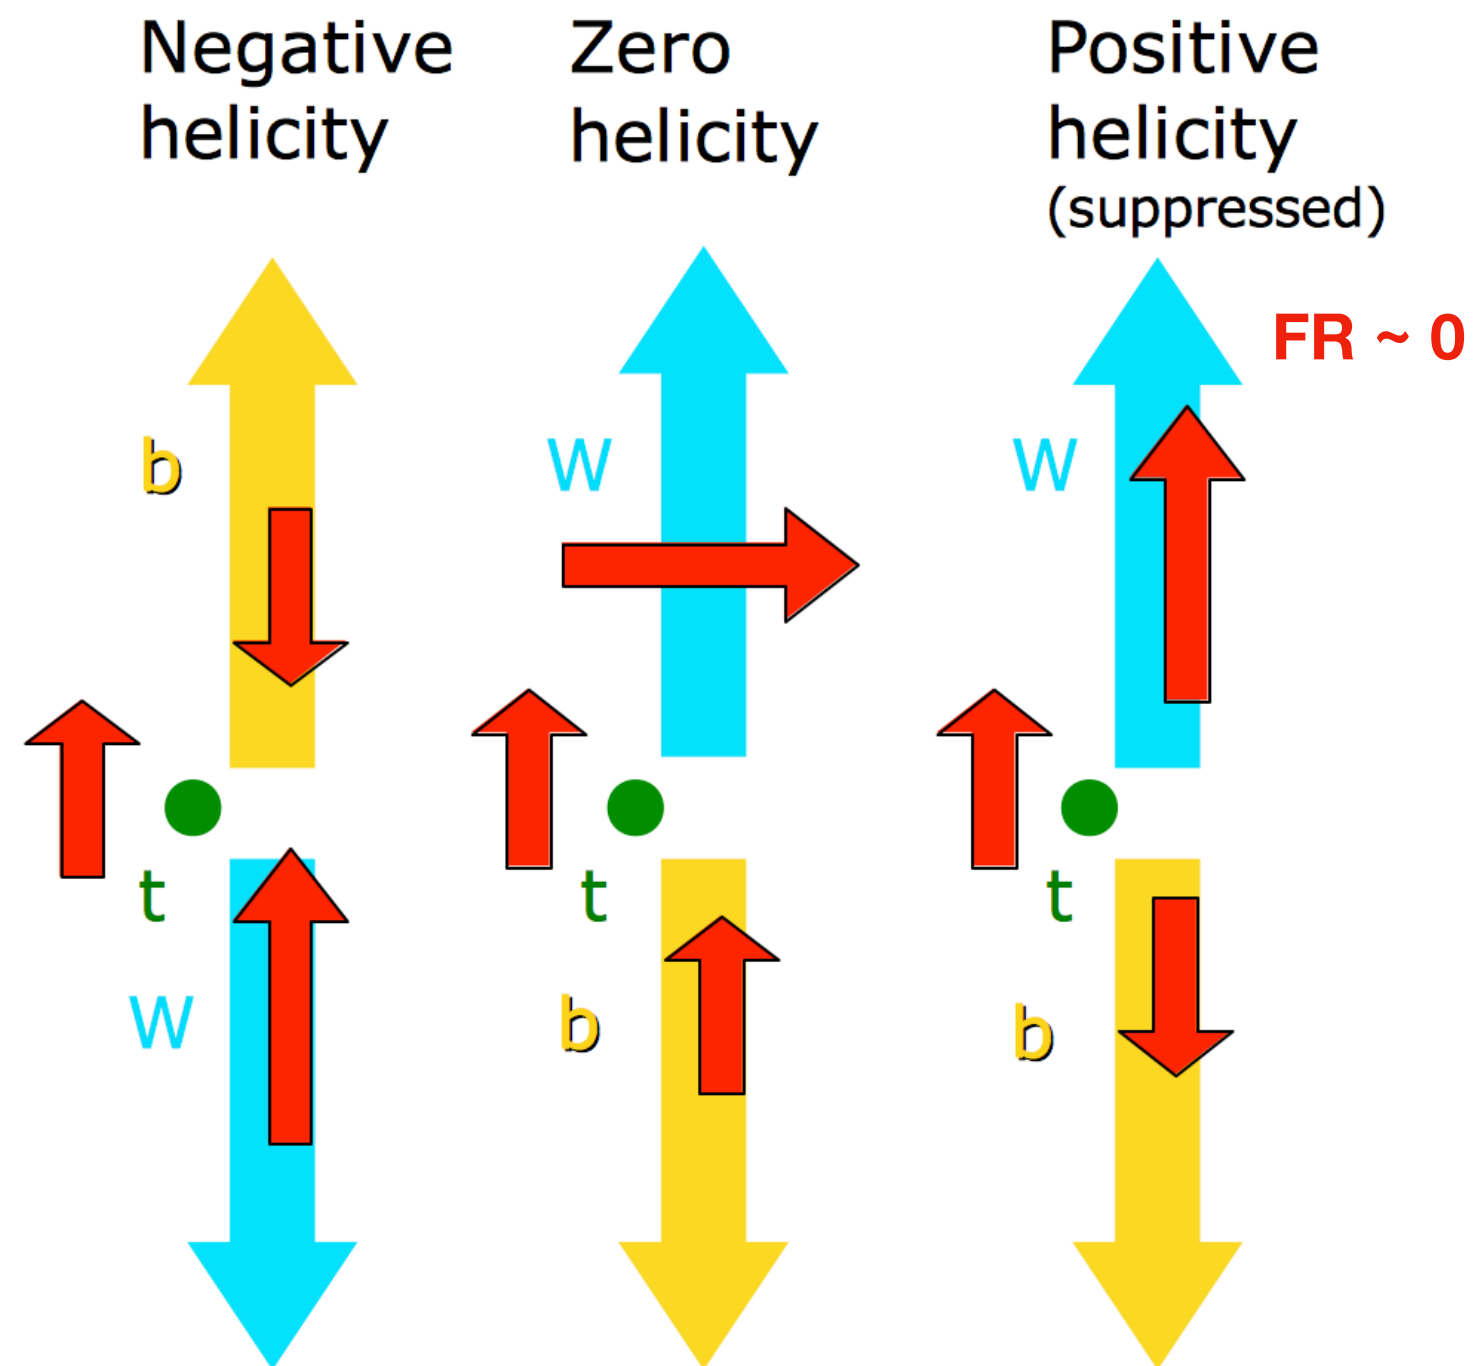 Negative
helicity
Zero
helicity
Positive
helicity
(suppressed)
FR ~ 0
b
t
W
W
t
b
W
t
b